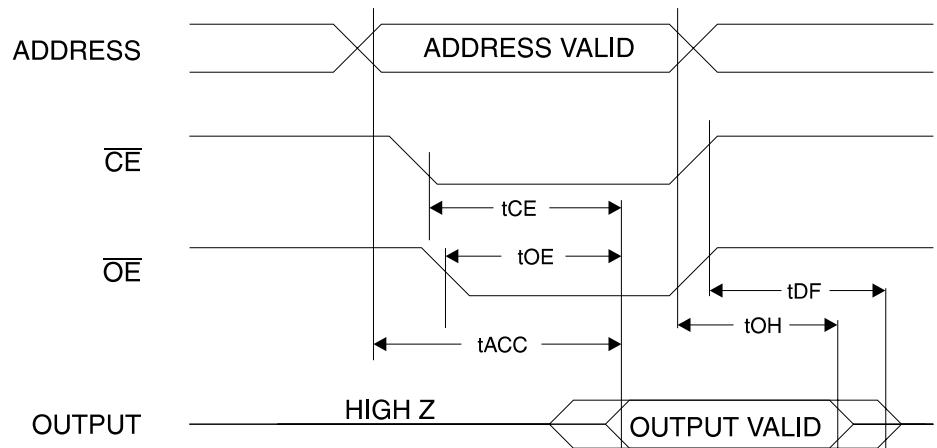 ADDRESS
ADDRESS VALID
CE
tCE
OE
tOE
tDF
tOH
tACC
HIGH Z
OUTPUT
OUTPUT VALID